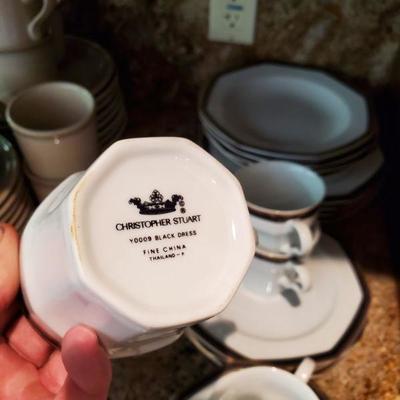 CHRISTOPHER STUART
Y0009 BLACK DRESS
FINE CHINA
THAILAND-F